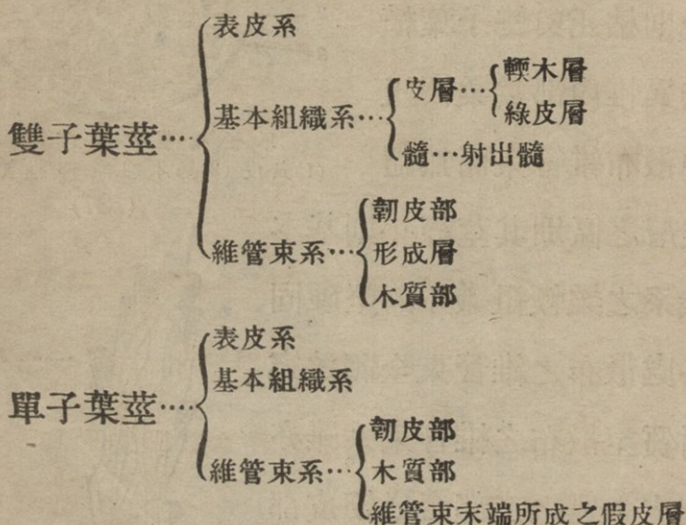 表皮系
皮層…軟木層
綠皮層
雙子葉莖…基本組織系…
髓…射出髓
韌皮部
維管束系…形成層
木質部
表皮系
基本組織系
單子葉莖…
韌皮部
維管束系…木質部
維管束末端所成之假皮層